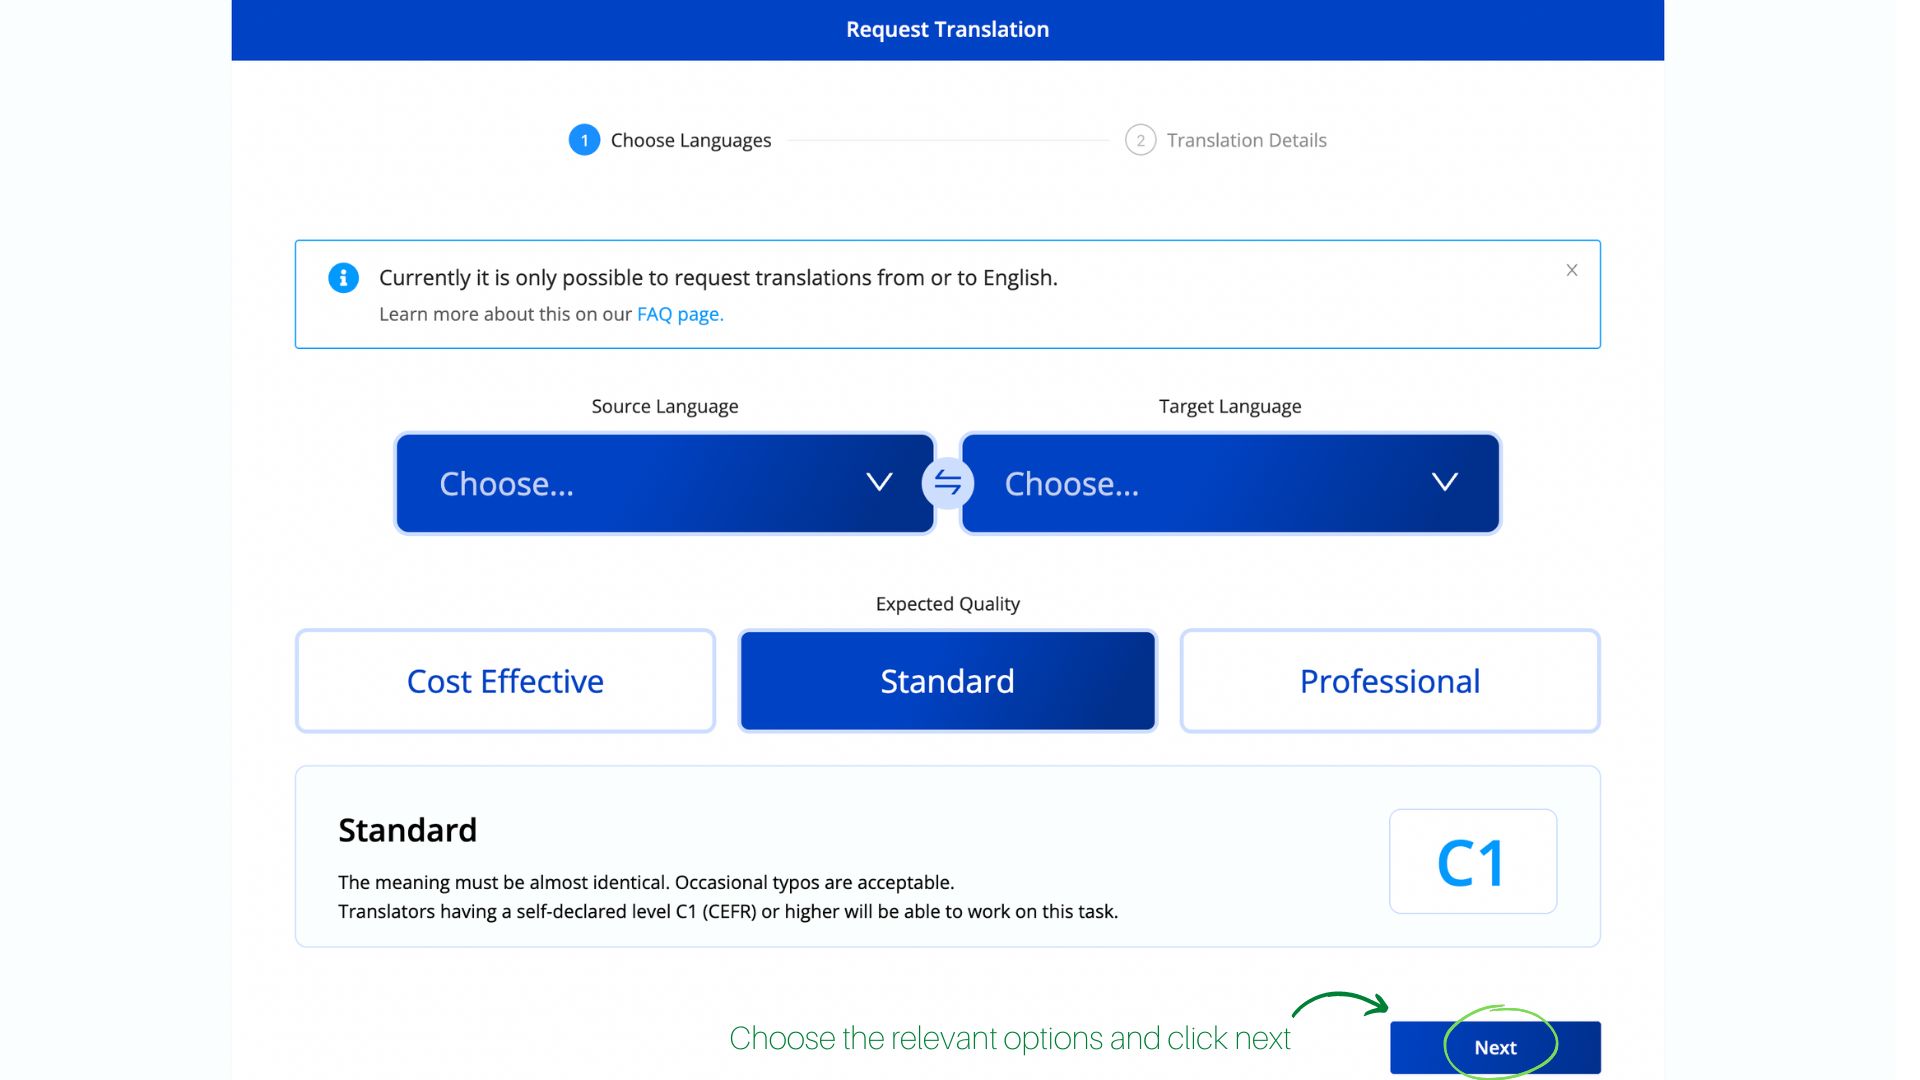 Request Translation
1 Choose Languages
2 Translation Details
Currently it is only possible to request translations from or to English.
Learn more about this on our FAQ page.
Source Language
Target Language
Choose...
Choose...
Expected Quality
Cost Effective
Standard
Professional
Standard
C1
The meaning must be almost identical. Occasional typos are acceptable.
Translators having a self-declared level C1 (CEFR) or higher will be able to work on this task.
Choose the relevant options and click next
Next